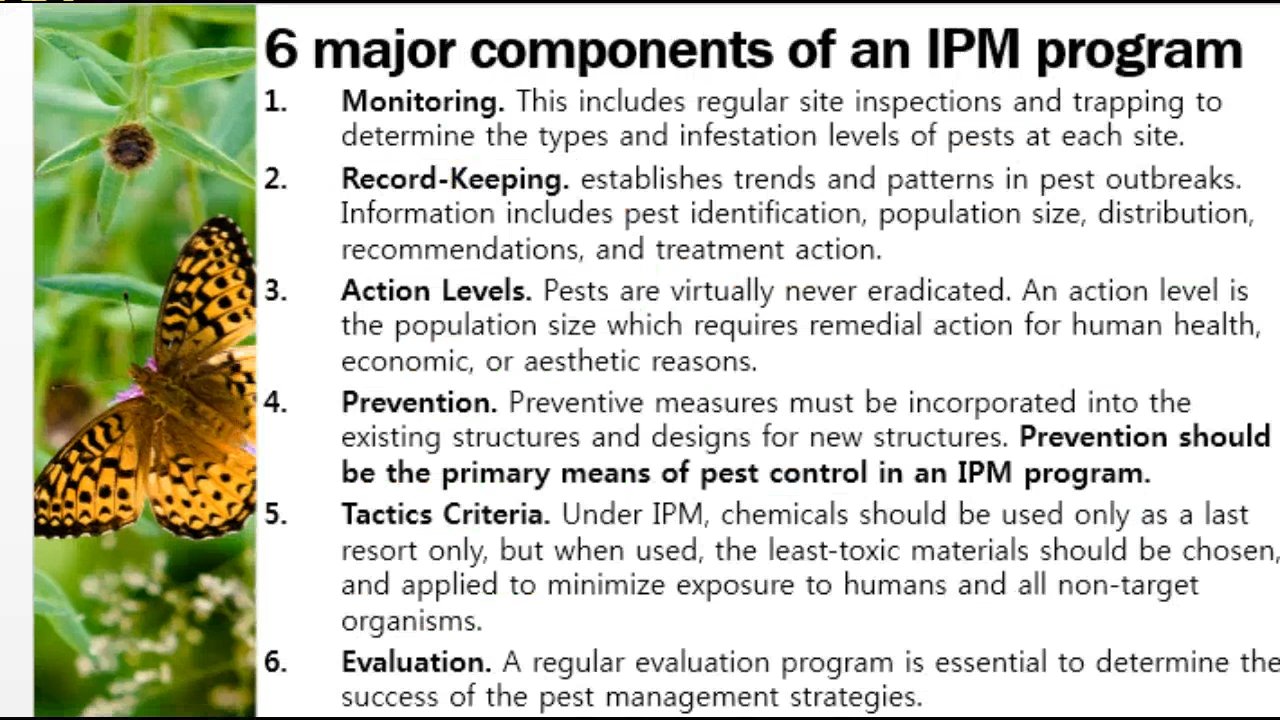 6 major components of an IPM program
1. Monitoring. This includes regular site inspections and trapping to
determine the types and infestation levels of pests at each site.
2. Record-Keeping. establishes trends and patterns in pest outbreaks.
Information includes pest identification, population size, distribution,
recommendations, and treatment action.
3. Action Levels. Pests are virtually never eradicated. An action level is
the population size which requires remedial action for human health,
economic, or aesthetic reasons.
4. Prevention. Preventive measures must be incorporated into the
existing structures and designs for new structures. Prevention should
be the primary means of pest control in an IPM program.
5. Tactics Criteria. Under IPM, chemicals should be used only as a last
resort only, but when used, the least-toxic materials should be chosen,
and applied to minimize exposure to humans and all non-target
organisms.
6. Evaluation. A regular evaluation program is essential to determine the
success of the pest management strategies.